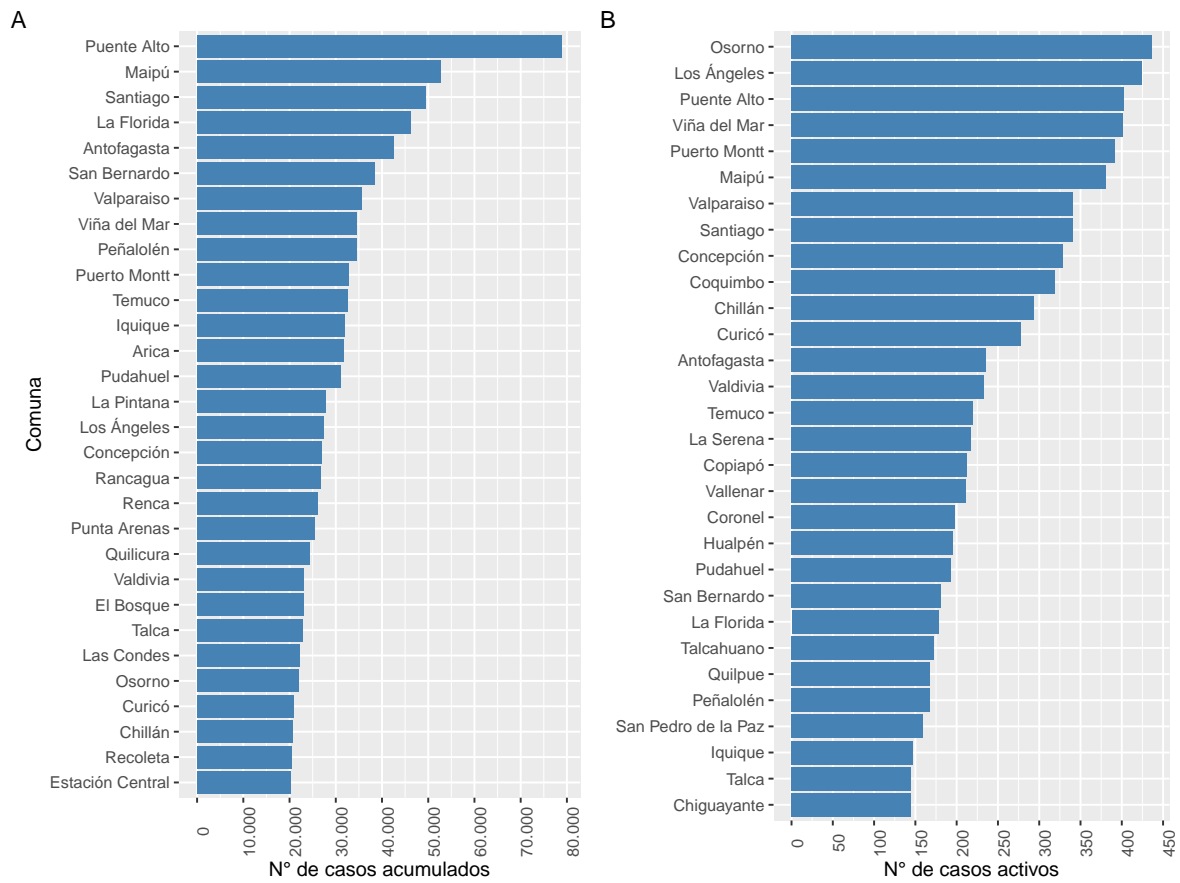 A
Comuna
Puente Alto
Maipú
Santiago
La Florida
Antofagasta
San Bernardo
Valparaiso
Viña del Mar
Peñalolén
Puerto Montt
Temuco
Iquique
Arica
Pudahuel
La Pintana
Los Ángeles
Concepción
Rancagua
Renca
Punta Arenas
Quilicura
Valdivia
El Bosque
Talca
Las Condes
Osorno
Curicó
Chillán
Recoleta
Estación Central
0
10.000
20.000
30.000
40.000
50.000
60.000
70.000
80.000
N° de casos acumulados
B
Osorno
Los Ángeles
Puente Alto
Viña del Mar
Puerto Montt
Maipú
Valparaiso
Santiago
Concepción
Coquimbo
Chillán
Curicó
Antofagasta
Valdivia
Temuco
La Serena
Copiapó
Vallenar
Coronel
Hualpén
Pudahuel
San Bernardo
La Florida
Talcahuano
Quilpue
Peñalolén
San Pedro de la Paz
Iquique
Talca
Chiguayante
0
50
100
150
200
250
300
350
400
450
N° de casos activos